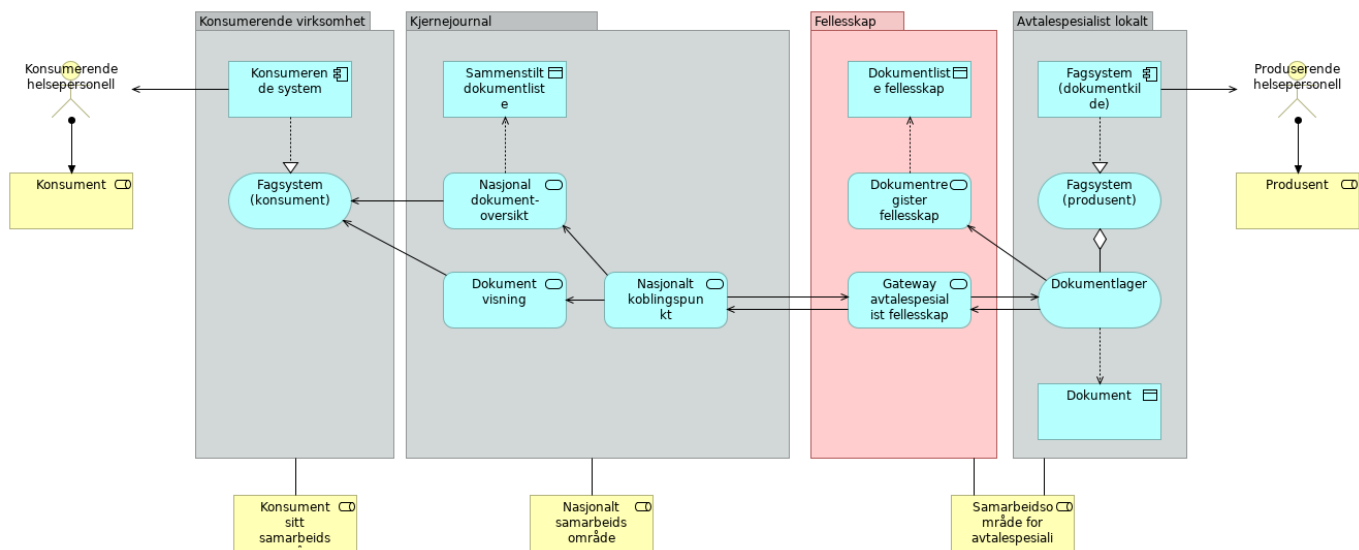 Konsumerende virksomhet
Kjernejournal
Fellesskap
Avtalespesialist lokalt
Konsumerende
helsepersonell
Konsumeren
de system
Sammenstilt
dokumentlist
e
Dokumentlist
e fellesskap
Fagsystem
(dokumentkil
de)
Produserende
helsepersonell
Konsument
Fagsystem
(konsument)
Nasjonal
dokument-
oversikt
Dokumentre
gister
fellesskap
Fagsystem
(produsent)
Produsent
Dokument
visning
Nasjonalt
koblingspun
kt
Gateway
avtalespesial
ist fellesskap
Dokumentlager
Dokument
Konsument
sitt
samarbeids
Nasjonalt
samarbeids
område
Samarbeidso
mråde for
avtalespesiali